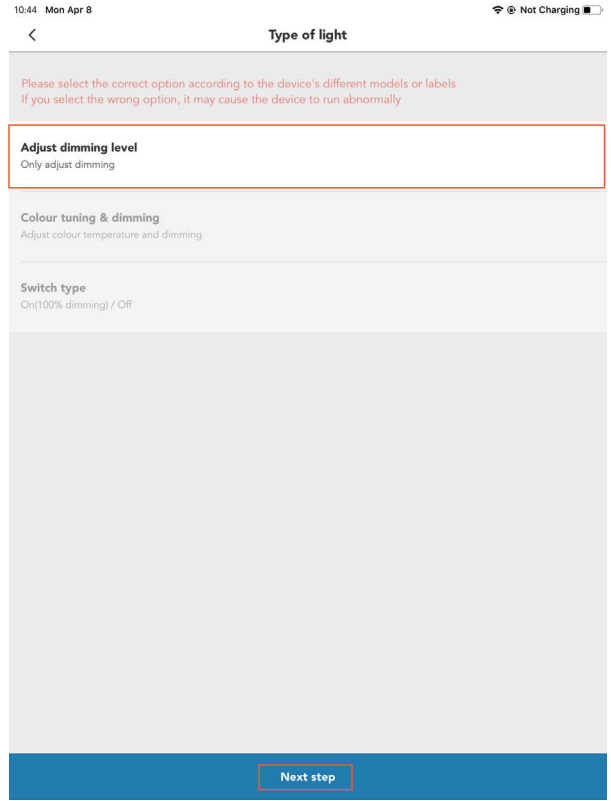 10:44 Mon Apr 8
Not Charging
Type of light
Please select the correct option according to the device's different models or labels
If you select the wrong option, it may cause the device to run abnormally
Adjust dimming level
Only adjust dimming
Colour tuning & dimming
Adjust colour temperature and dimming
Switch type
On(100% dimming) / Off
Next step